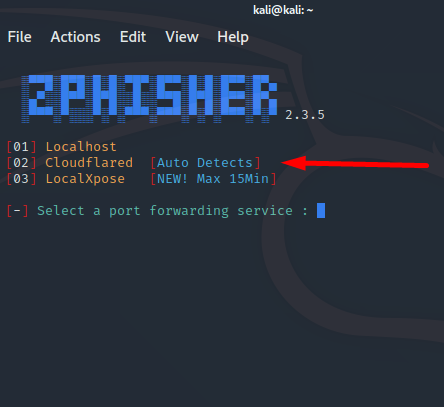 kali@kali: ~
File Actions Edit View Help
ZPHISHER 2.3.5
[01] Localhost
[02] Cloudflared [Auto Detects]
[03] LocalXpose [NEW! Max 15Min]
[-] Select a port forwarding service :